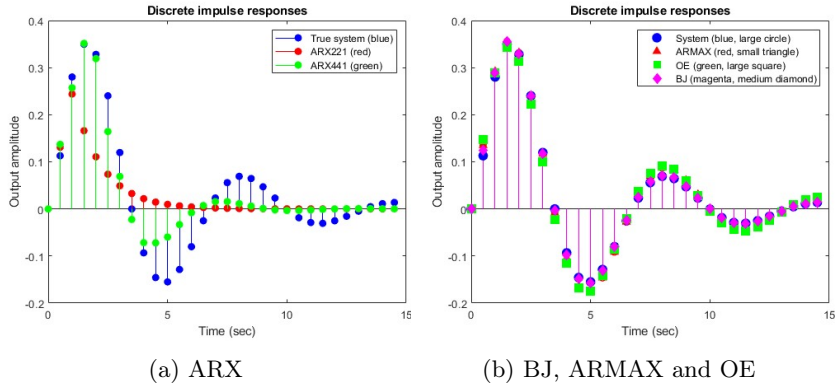 Discrete impulse responses
0.4
0.3
0.2
0.1
0
-0.1
-0.2
Output amplitude
True system (blue)
ARX221 (red)
ARX441 (green)
0 5 10 15
Time (sec)
(a) ARX
Discrete impulse responses
0.4
0.3
0.2
0.1
0
-0.1
-0.2
Output amplitude
System (blue, large circle)
ARMAX (red, small triangle)
OE (green, large square)
BJ (magenta, medium diamond)
0 5 10 15
Time (sec)
(b) BJ, ARMAX and OE